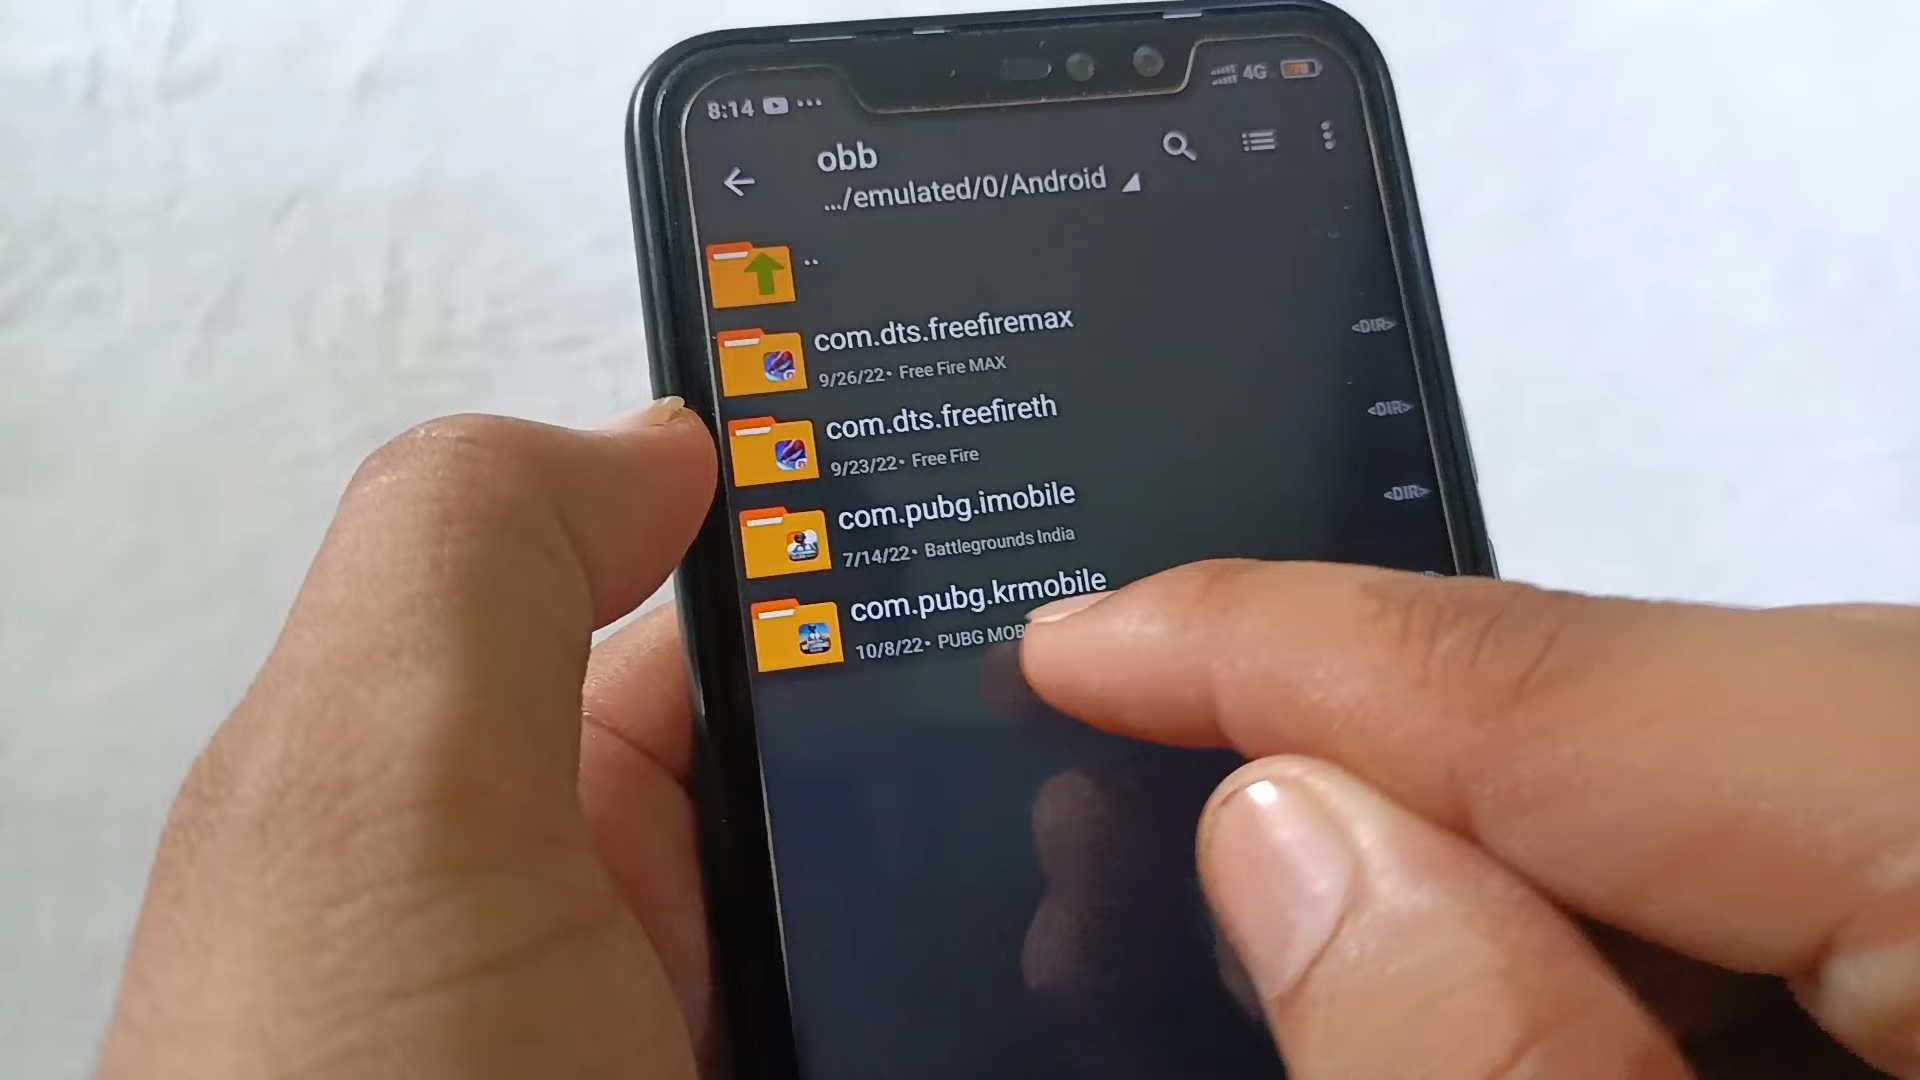 8:14
4G
obb
.../emulated/0/Android
..
com.dts.freefiremax
<DIR>
9/26/22• Free Fire MAX
com.dts.freefireth
<DIR>
9/23/22• Free Fire
com.pubg.imobile
<DIR>
7/14/22• Battlegrounds India
com.pubg.krmobile
10/8/22• PUBG MOB